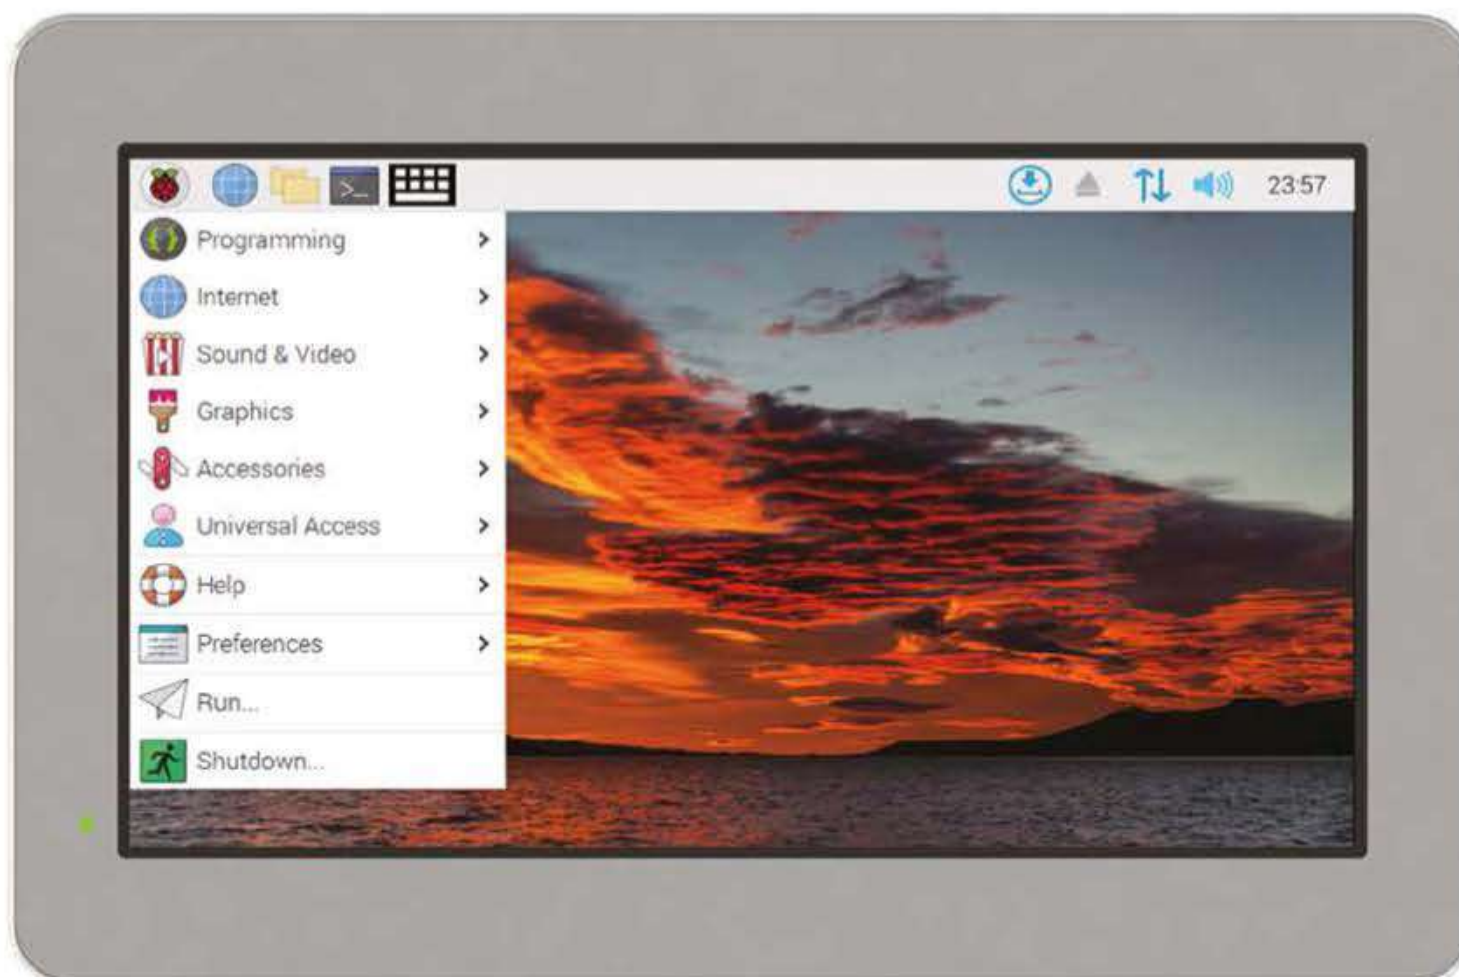 >_
23:57
Programming >
Internet >
Sound & Video >
Graphics >
Accessories >
Universal Access >
Help >
Preferences >
Run...
Shutdown...